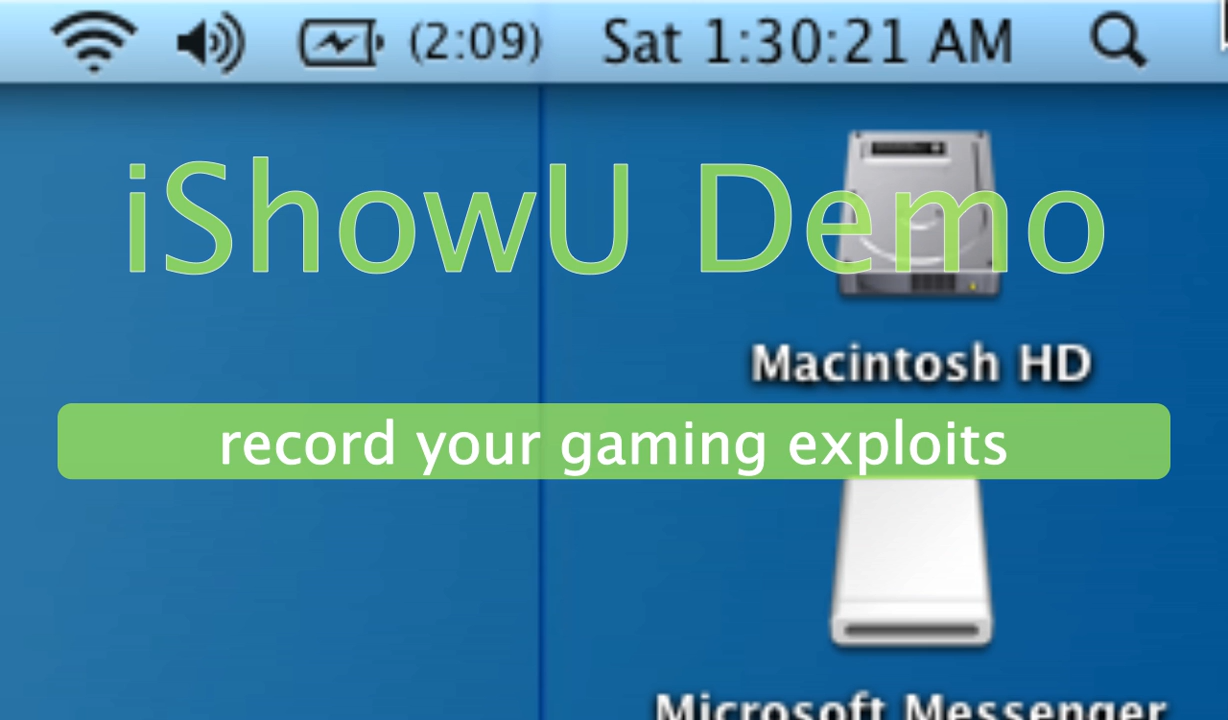 (2:09) Sat 1:30:21 AM
iShowU Demo
Macintosh HD
record your gaming exploits
Microsoft Messenger